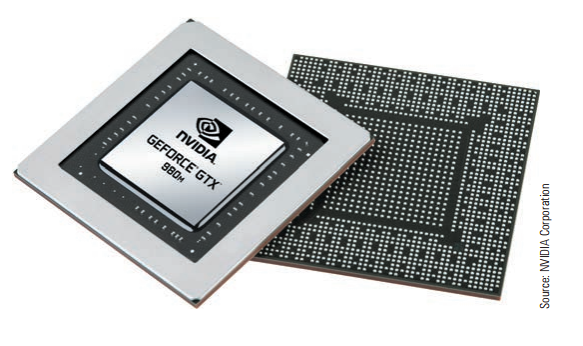 NVIDIA
GEFORCE GTX
980M
Source: NVIDIA Corporation